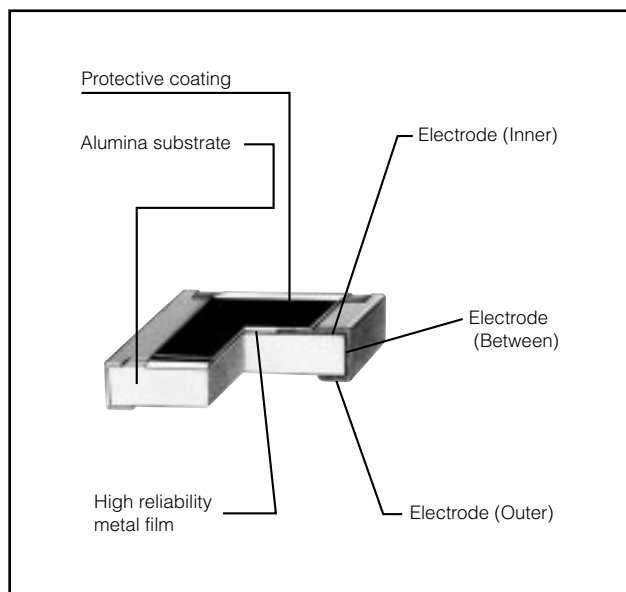 Protective coating
Alumina substrate
Electrode (Inner)
Electrode
(Between)
High reliability
metal film
Electrode (Outer)